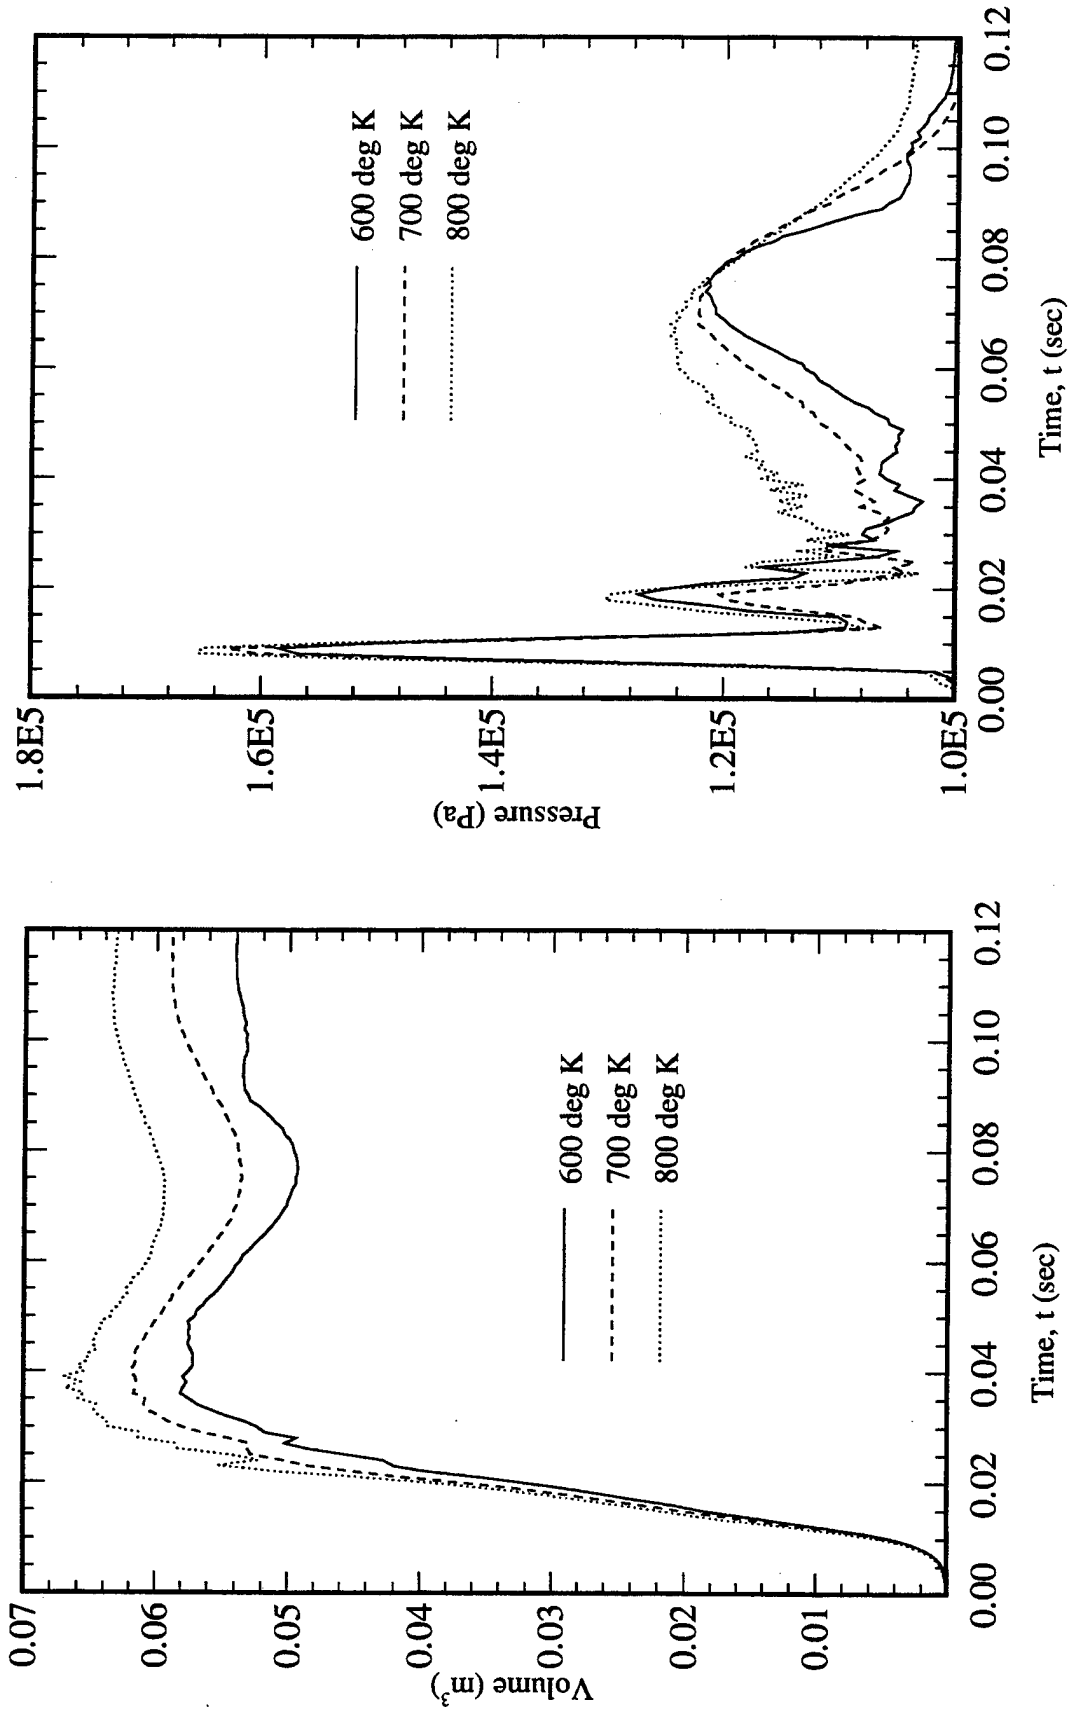 Volume (m³)
0.07
0.06
0.05
0.04
0.03
0.02
0.01
600 deg K
700 deg K
800 deg K
0.00
0.02
0.04
0.06
0.08
0.10
0.12
Time, t (sec)
Pressure (Pa)
1.8E5
1.6E5
1.4E5
1.2E5
1.0E5
600 deg K
700 deg K
800 deg K
0.00
0.02
0.04
0.06
0.08
0.10
0.12
Time, t (sec)